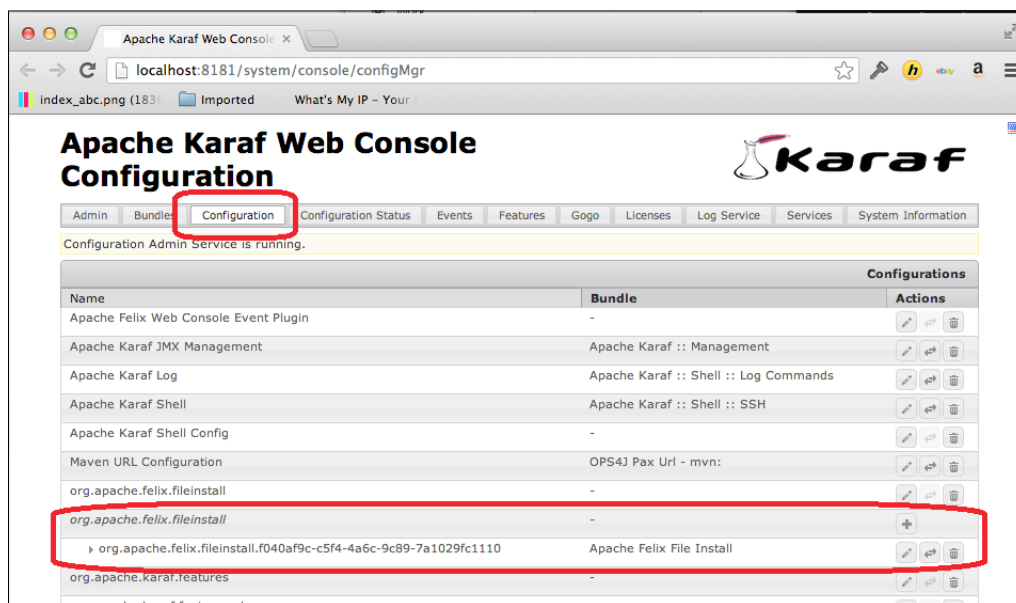 Apache Karaf Web Console ×
localhost:8181/system/console/configMgr
h ebay a
index_abc.png (183 Imported What's My IP – Your
Apache Karaf Web Console
Configuration
Karaf
Admin Bundles Configuration Configuration Status Events Features Gogo Licenses Log Service Services System Information
Configuration Admin Service is running.
Configurations
Name Bundle Actions
Apache Felix Web Console Event Plugin -
Apache Karaf JMX Management Apache Karaf :: Management
Apache Karaf Log Apache Karaf :: Shell :: Log Commands
Apache Karaf Shell Apache Karaf :: Shell :: SSH
Apache Karaf Shell Config -
Maven URL Configuration OPS4J Pax Url - mvn:
org.apache.felix.fileinstall -
org.apache.felix.fileinstall -
org.apache.felix.fileinstall.f040af9c-c5f4-4a6c-9c89-7a1029fc1110 Apache Felix File Install
org.apache.karaf.features -